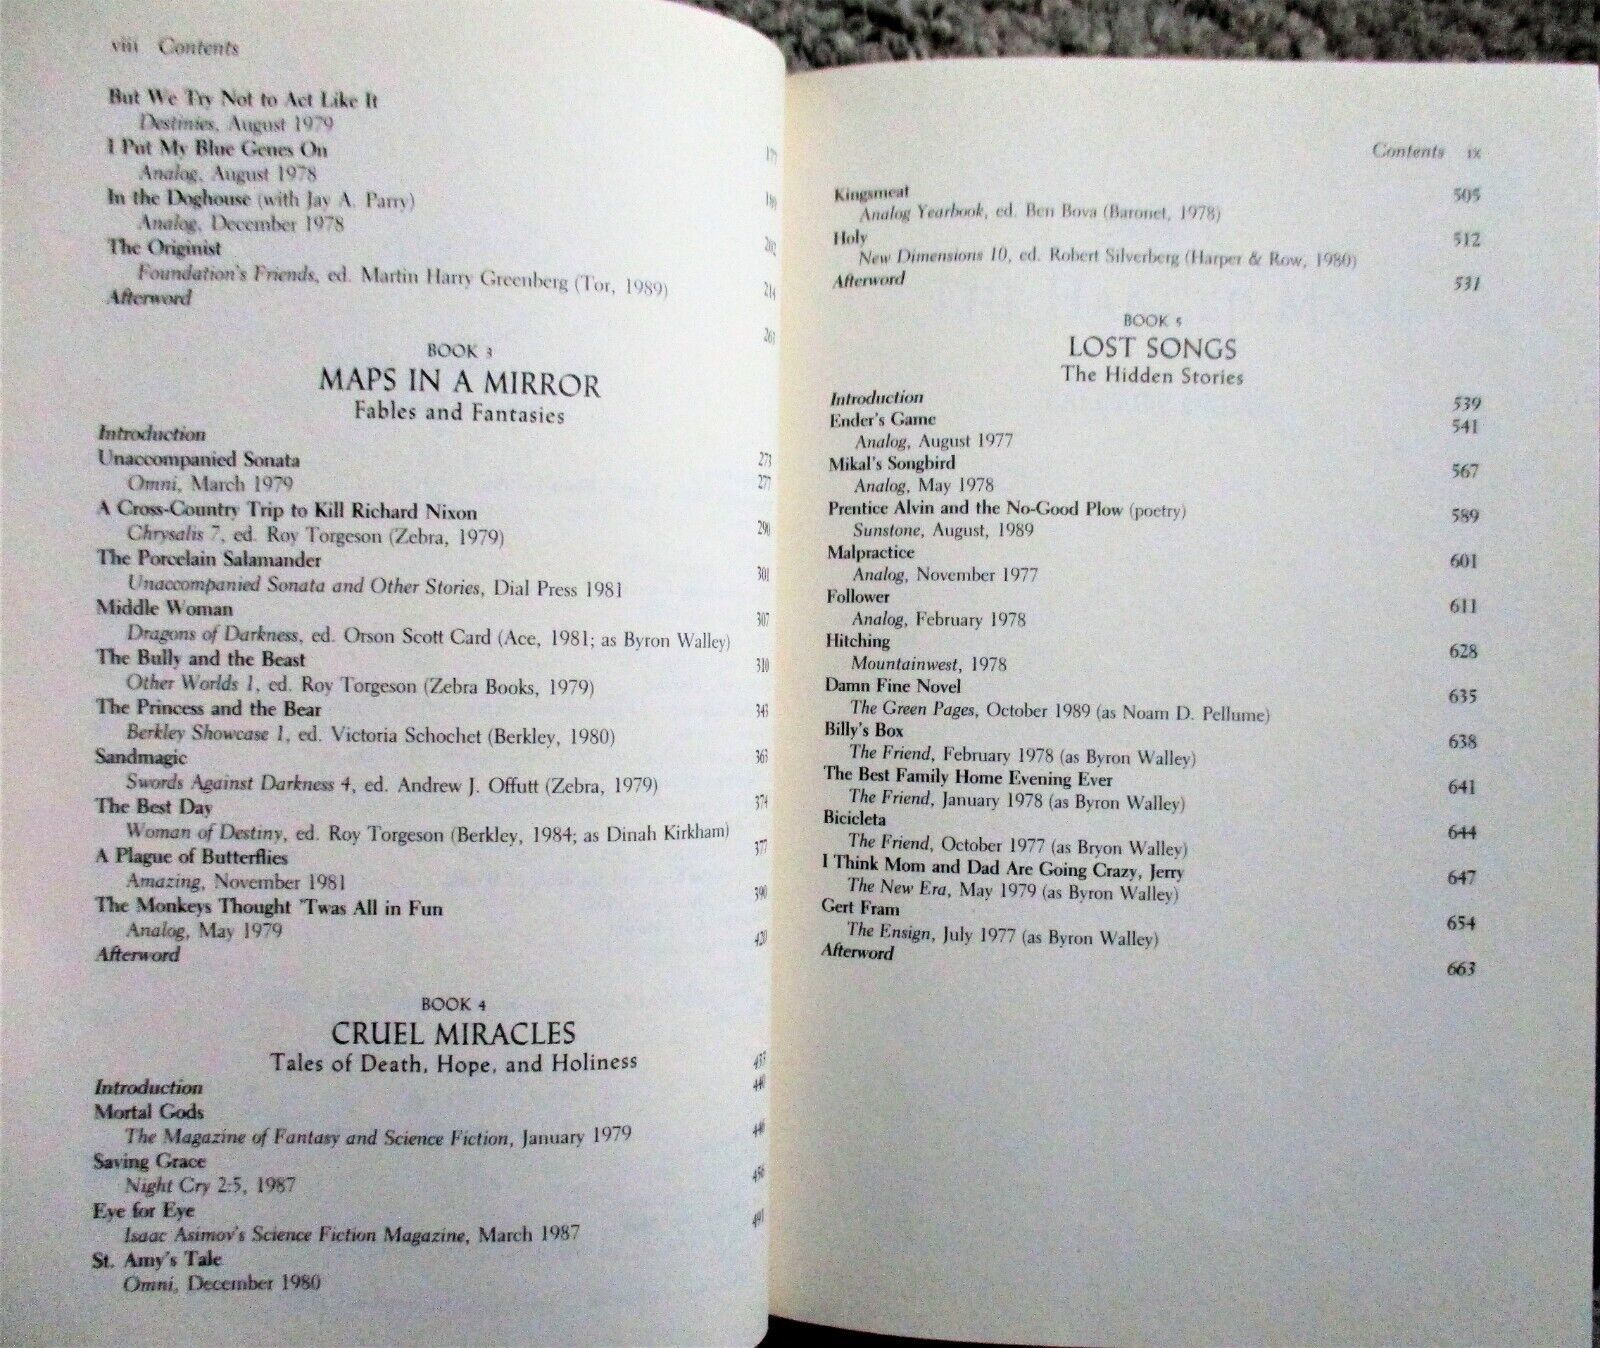 viii Contents
But We Try Not to Act Like It
Destinies, August 1979
I Put My Blue Genes On
Analog, August 1978
In the Doghouse (with Jay A. Parry)
Analog, December 1978
The Originist 202
Foundation's Friends, ed. Martin Harry Greenberg (Tor, 1989)
Afterword 214
BOOK 3
MAPS IN A MIRROR
Fables and Fantasies
Introduction
Unaccompanied Sonata 273
Omni, March 1979 277
A Cross-Country Trip to Kill Richard Nixon
Chrysalis 7, ed. Roy Torgeson (Zebra, 1979) 290
The Porcelain Salamander
Unaccompanied Sonata and Other Stories, Dial Press 1981 301
Middle Woman
Dragons of Darkness, ed. Orson Scott Card (Ace, 1981; as Byron Walley) 307
The Bully and the Beast
Other Worlds 1, ed. Roy Torgeson (Zebra Books, 1979) 310
The Princess and the Bear
Berkley Showcase 1, ed. Victoria Schochet (Berkley, 1980) 343
Sandmagic
Swords Against Darkness 4, ed. Andrew J. Offutt (Zebra, 1979) 363
The Best Day
Woman of Destiny, ed. Roy Torgeson (Berkley, 1984; as Dinah Kirkham) 374
A Plague of Butterflies 377
Amazing, November 1981
The Monkeys Thought 'Twas All in Fun 390
Analog, May 1979
Afterword 430
BOOK 4
CRUEL MIRACLES
Tales of Death, Hope, and Holiness 433
Introduction 440
Mortal Gods
The Magazine of Fantasy and Science Fiction, January 1979
Saving Grace
Night Cry 2:5, 1987 456
Eye for Eye
Isaac Asimov's Science Fiction Magazine, March 1987
St. Amy's Tale
Omni, December 1980
Contents ix
Kingsmeat 505
Analog Yearbook, ed. Ben Bova (Baronet, 1978)
Holy 512
New Dimensions 10, ed. Robert Silverberg (Harper & Row, 1980)
Afterword 531
BOOK 5
LOST SONGS
The Hidden Stories
Introduction 539
Ender's Game 541
Analog, August 1977
Mikal's Songbird 567
Analog, May 1978
Prentice Alvin and the No-Good Plow (poetry) 589
Sunstone, August, 1989
Malpractice 601
Analog, November 1977
Follower 611
Analog, February 1978
Hitching 628
Mountainwest, 1978
Damn Fine Novel 635
The Green Pages, October 1989 (as Noam D. Pellume)
Billy's Box 638
The Friend, February 1978 (as Byron Walley)
The Best Family Home Evening Ever 641
The Friend, January 1978 (as Byron Walley)
Bicicleta 644
The Friend, October 1977 (as Bryon Walley)
I Think Mom and Dad Are Going Crazy, Jerry 647
The New Era, May 1979 (as Byron Walley)
Gert Fram 654
The Ensign, July 1977 (as Byron Walley)
Afterword 663